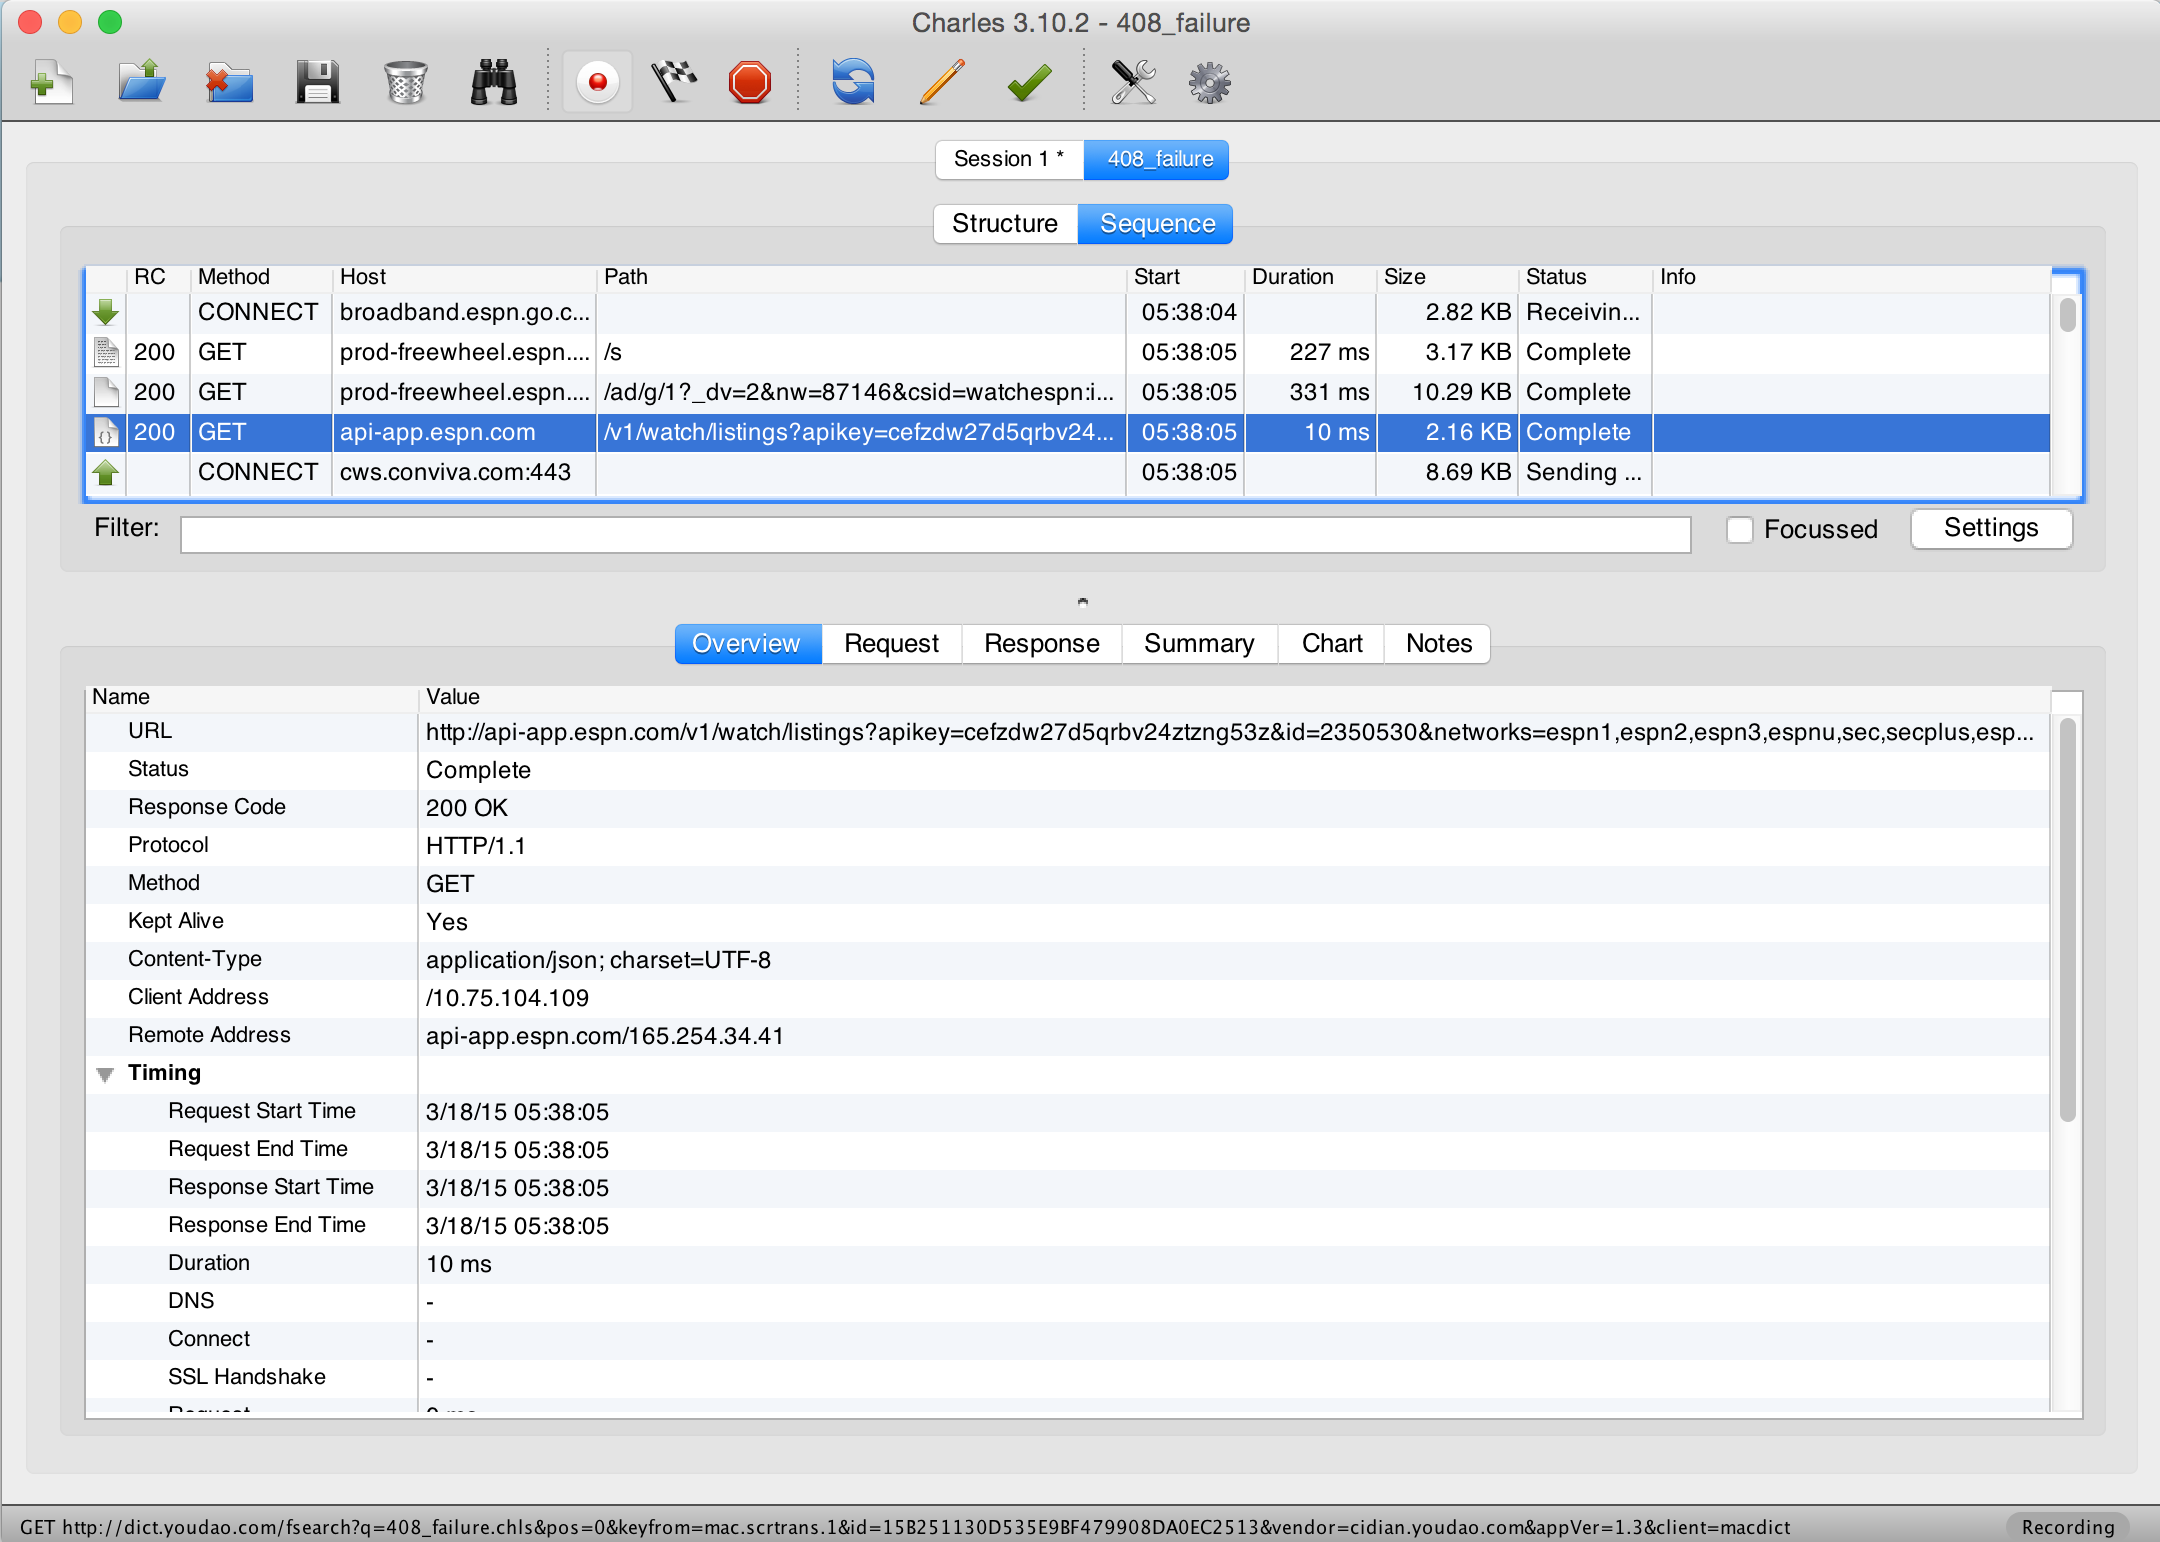 Charles 3.10.2 - 408_failure
Session 1 * 408_failure
Structure Sequence
RC Method Host Path Start Duration Size Status Info
CONNECT broadband.espn.go.c... 05:38:04 2.82 KB Receivin...
200 GET prod-freewheel.espn.... /s 05:38:05 227 ms 3.17 KB Complete
200 GET prod-freewheel.espn.... /ad/g/1?_dv=2&nw=87146&csid=watchespn:i... 05:38:05 331 ms 10.29 KB Complete
200 GET api-app.espn.com /v1/watch/listings?apikey=cefzdw27d5qrbv24... 05:38:05 10 ms 2.16 KB Complete
CONNECT cws.conviva.com:443 05:38:05 8.69 KB Sending ...
Filter: Focussed Settings
Overview Request Response Summary Chart Notes
Name Value
URL http://api-app.espn.com/v1/watch/listings?apikey=cefzdw27d5qrbv24ztzng53z&id=2350530&networks=espn1,espn2,espn3,espnu,sec,secplus,esp...
Status Complete
Response Code 200 OK
Protocol HTTP/1.1
Method GET
Kept Alive Yes
Content-Type application/json; charset=UTF-8
Client Address /10.75.104.109
Remote Address api-app.espn.com/165.254.34.41
Timing
Request Start Time 3/18/15 05:38:05
Request End Time 3/18/15 05:38:05
Response Start Time 3/18/15 05:38:05
Response End Time 3/18/15 05:38:05
Duration 10 ms
DNS -
Connect -
SSL Handshake -
GET http://dict.youdao.com/fsearch?q=408_failure.chls&pos=0&keyfrom=mac.scrtrans.1&id=15B251130D535E9BF479908DA0EC2513&vendor=cidian.youdao.com&appVer=1.3&client=macdict Recording